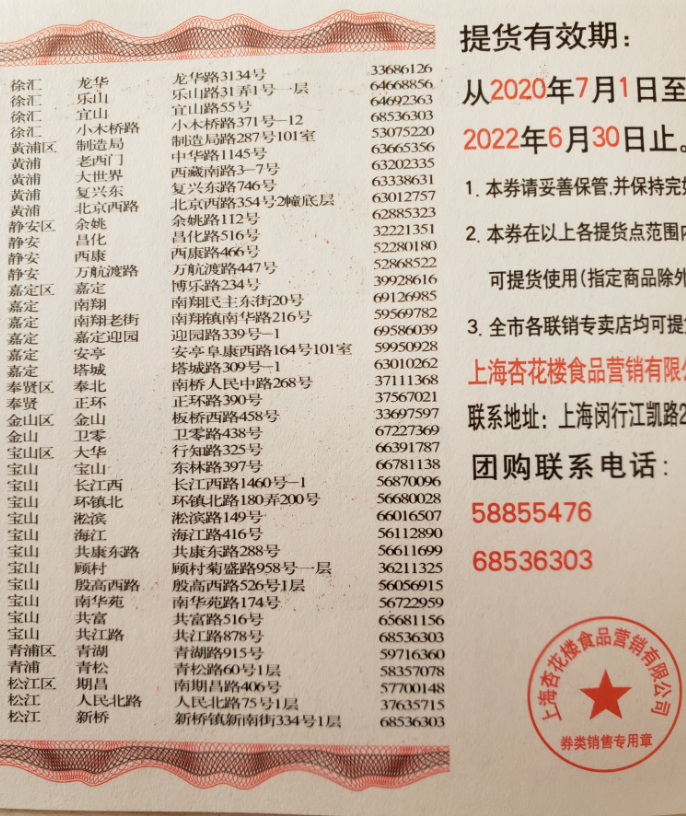 徐汇 龙华 龙华路3134号 33686126
徐汇 乐山 乐山路31弄1号一层 64668856
徐汇 宜山 宜山路55号 64692363
徐汇 小木桥路 小木桥路371号-12 68536303
黄浦区 制造局 制造局路287号101室 53075220
黄浦 老西门 中华路1145号 63665356
黄浦 大世界 西藏南路3-7号 63202335
黄浦 复兴东 复兴东路746号 63338631
黄浦 北京西路 北京西路354号2幢底层 63012757
静安区 余姚 余姚路112号 62885323
静安 昌化 昌化路516号 32221351
静安 西康 西康路466号 52280180
静安 万航渡路 万航渡路447号 52868522
嘉定区 嘉定 博乐路234号 39928616
嘉定 南翔 南翔民主东街20号 69126985
嘉定 南翔老街 南翔镇南华路216号 59569782
嘉定 嘉定迎园 迎园路339号-1 69586039
嘉定 安亭 安亭阜康西路164号101室 59950928
嘉定 塔城 塔城路309号-1 63010262
奉贤区 奉北 南桥人民中路268号 37111368
奉贤 正环 正环路390号 37567021
金山区 金山 板桥西路458号 33697597
金山 卫零 卫零路438号 67227369
宝山区 大华 行知路325号 66391787
宝山 宝山 东林路397号 66781138
宝山 长江西 长江西路1460号-1 56870096
宝山 环镇北 环镇北路180弄200号 56680028
宝山 淞滨 淞滨路149号 66016507
宝山 海江 海江路416号 56112890
宝山 共康东路 共康东路288号 56611699
宝山 顾村 顾村菊盛路958号一层 36211325
宝山 殷高西路 殷高西路526号1层 56056915
宝山 南华苑 南华苑路174号 56722959
宝山 共富 共富路516号 65681156
宝山 共江路 共江路878号 68536303
青浦区 青湖 青湖路915号 59716360
青浦 青松 青松路60号1层 58357078
松江区 期昌 南期昌路406号 57700148
松江 人民北路 人民北路75号1层 37635715
松江 新桥 新桥镇新南街334号1层 68536303
提货有效期：
从2020年7月1日至
2022年6月30日止。
1. 本券请妥善保管,并保持完
2. 本券在以上各提货点范围
可提货使用(指定商品除外
3. 全市各联销专卖店均可提
上海杏花楼食品营销有限
联系地址：上海闵行江凯路2
团购联系电话：
58855476
68536303
上海杏花楼食品营销有限公司
券类销售专用章